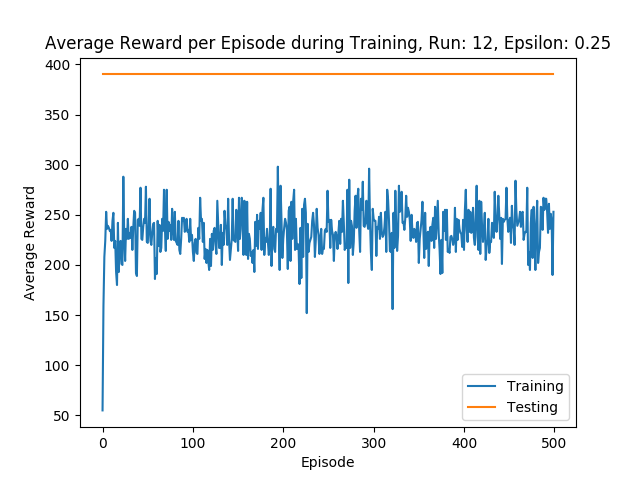 Average Reward per Episode during Training, Run: 12, Epsilon: 0.25
400
350
300
250
200
150
100
50
Average Reward
0
100
200
300
400
500
Episode
Training
Testing